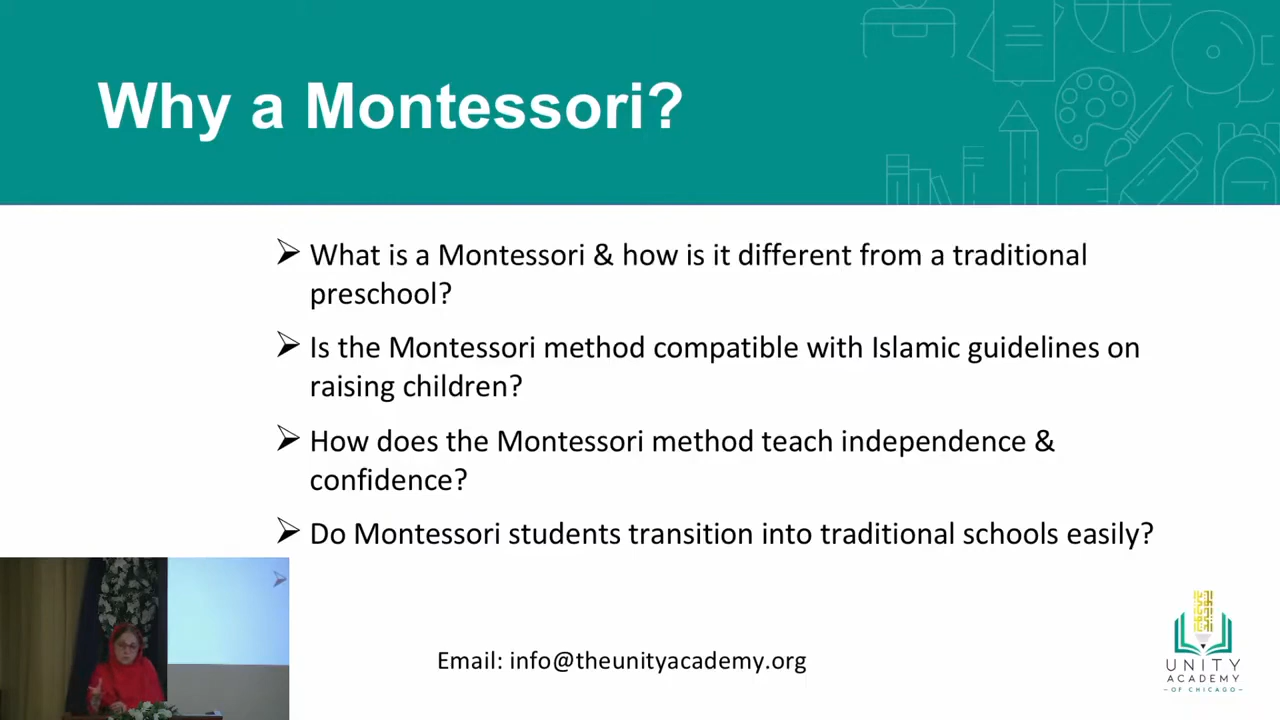 Why a Montessori?
➢ What is a Montessori & how is it different from a traditional
preschool?
➢ Is the Montessori method compatible with Islamic guidelines on
raising children?
➢ How does the Montessori method teach independence &
confidence?
➢ Do Montessori students transition into traditional schools easily?
Email: info@theunityacademy.org
UNITY
ACADEMY
-OF CHICAGO-